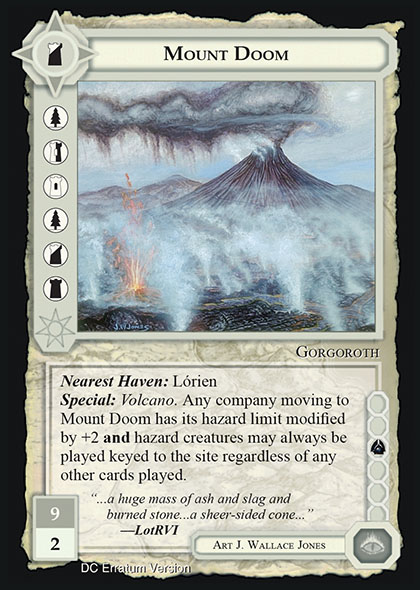 Mount Doom
J.W.Jones
Gorgoroth
Nearest Haven: Lórien
Special: Volcano. Any company moving to
Mount Doom has its hazard limit modified
by +2 and hazard creatures may always be
played keyed to the site regardless of any
other cards played.
“...a huge mass of ash and slag and
burned stone...a sheer-sided cone...”
—LotRVI
9
2
Art J. Wallace Jones
DC Erratum Version